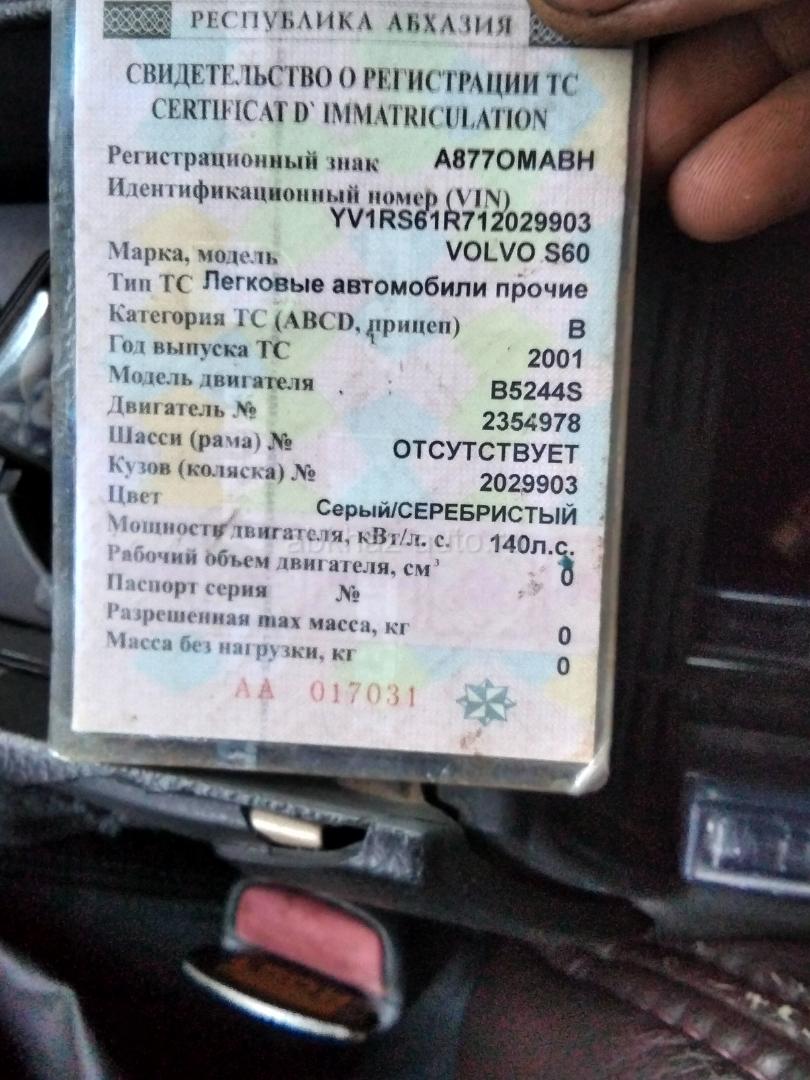 РЕСПУБЛИКА АБХАЗИЯ
СВИДЕТЕЛЬСТВО О РЕГИСТРАЦИИ ТС
CERTIFICAT D` IMMATRICULATION
Регистрационный знак А877ОМАВН
Идентификационный номер (VIN)
YV1RS61R712029903
Марка, модель VOLVO S60
Тип ТС Легковые автомобили прочие
Категория ТС (ABCD, прицеп) B
Год выпуска ТС 2001
Модель двигателя B5244S
Двигатель № 2354978
Шасси (рама) № ОТСУТСТВУЕТ
Кузов (коляска) № 2029903
Цвет Серый/СЕРЕБРИСТЫЙ
Мощность двигателя, кВт/л. с. 140л.с.
Рабочий объем двигателя, см³ 0
Паспорт серия №
Разрешенная max масса, кг 0
Масса без нагрузки, кг 0
АА 017031